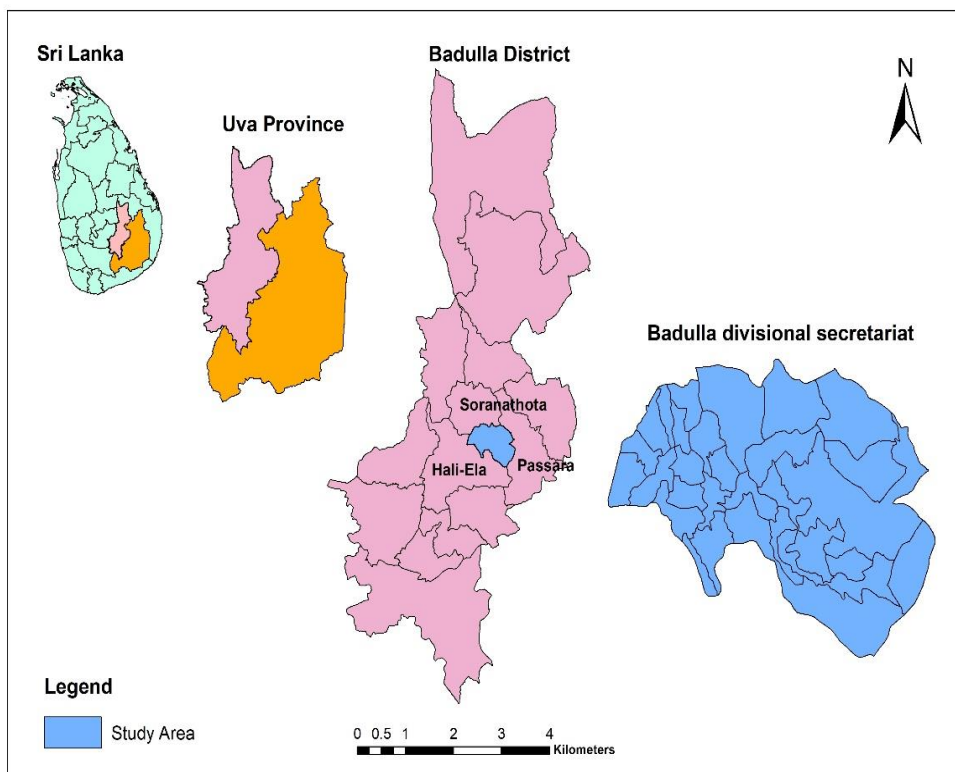 Sri Lanka
Uva Province
Badulla District
N
Soranathota
Hali-Ela
Passara
Badulla divisional secretariat
Legend
Study Area
0 0.5 1 2 3 4
Kilometers